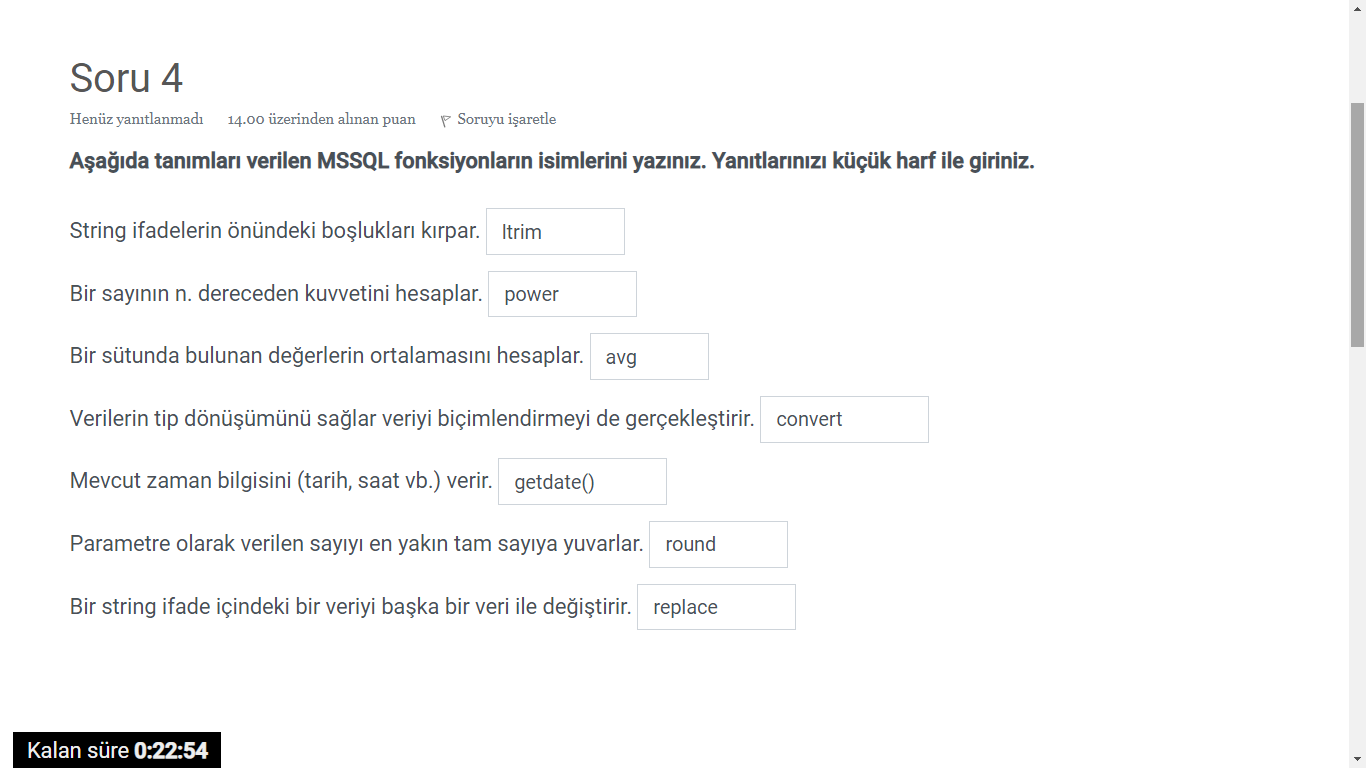 Soru 4
Henüz yanıtlanmadı 14.00 üzerinden alınan puan Soruyu işaretle
Aşağıda tanımları verilen MSSQL fonksiyonların isimlerini yazınız. Yanıtlarınızı küçük harf ile giriniz.
String ifadelerin önündeki boşlukları kırpar. ltrim
Bir sayının n. dereceden kuvvetini hesaplar. power
Bir sütunda bulunan değerlerin ortalamasını hesaplar. avg
Verilerin tip dönüşümünü sağlar veriyi biçimlendirmeyi de gerçekleştirir. convert
Mevcut zaman bilgisini (tarih, saat vb.) verir. getdate()
Parametre olarak verilen sayıyı en yakın tam sayıya yuvarlar. round
Bir string ifade içindeki bir veriyi başka bir veri ile değiştirir. replace
Kalan süre 0:22:54